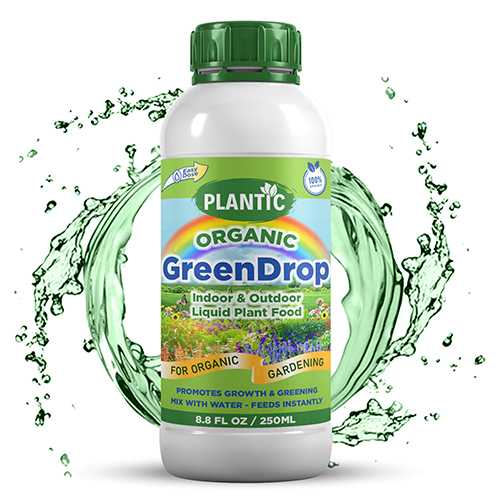 Easy
Dose
100%
PLANTIC
ORGANIC
GreenDrop
Indoor & Outdoor
Liquid Plant Food
FOR ORGANIC GARDENING
PROMOTES GROWTH & GREENING
MIX WITH WATER - FEEDS INSTANTLY
8.8 FL OZ / 250ML